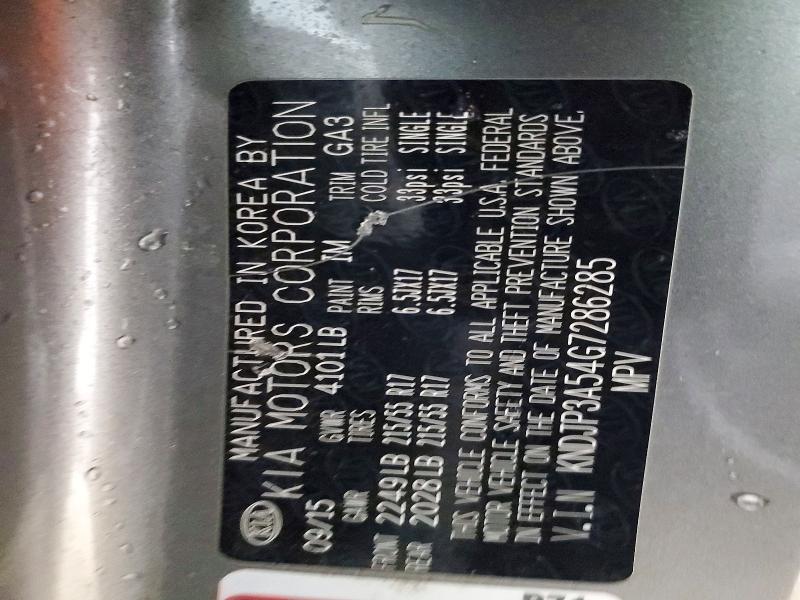 MANUFACTURED IN KOREA BY
KIA KIA MOTORS CORPORATION
09/15 GVWR 4101LB PAINT IM TRIM GA3
GAWR TIRES RIMS COLD TIRE INFL
FRONT 2249LB 215/55 R17 6.5JX17 33psi SINGLE
REAR 2028LB 215/55 R17 6.5JX17 33psi SINGLE
THIS VEHICLE CONFORMS TO ALL APPLICABLE U.S.A. FEDERAL
MOTOR VEHICLE SAFETY AND THEFT PREVENTION STANDARDS
IN EFFECT ON THE DATE OF MANUFACTURE SHOWN ABOVE.
V.I.N KNDJP3A54G7286285
MPV